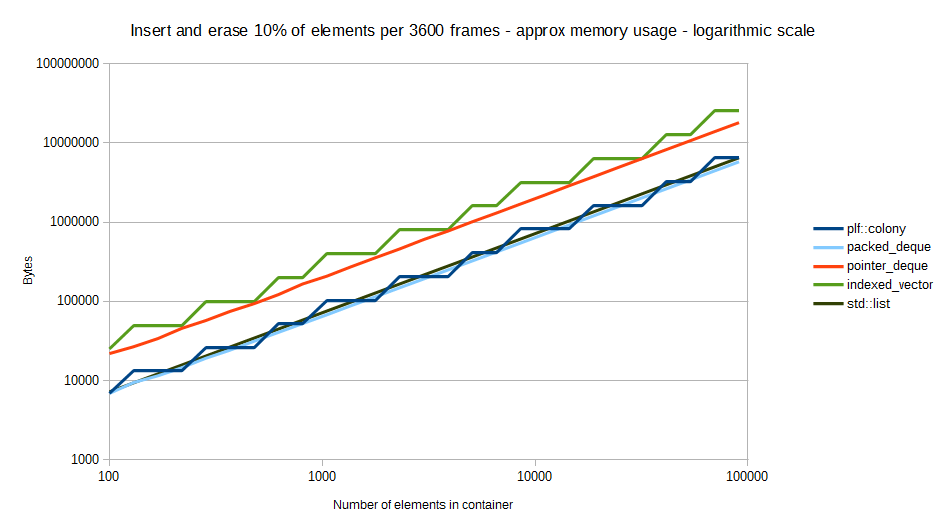 Insert and erase 10% of elements per 3600 frames - approx memory usage - logarithmic scale
100000000
10000000
1000000
100000
10000
1000
Bytes
100
1000
10000
100000
Number of elements in container
plf::colony
packed_deque
pointer_deque
indexed_vector
std::list